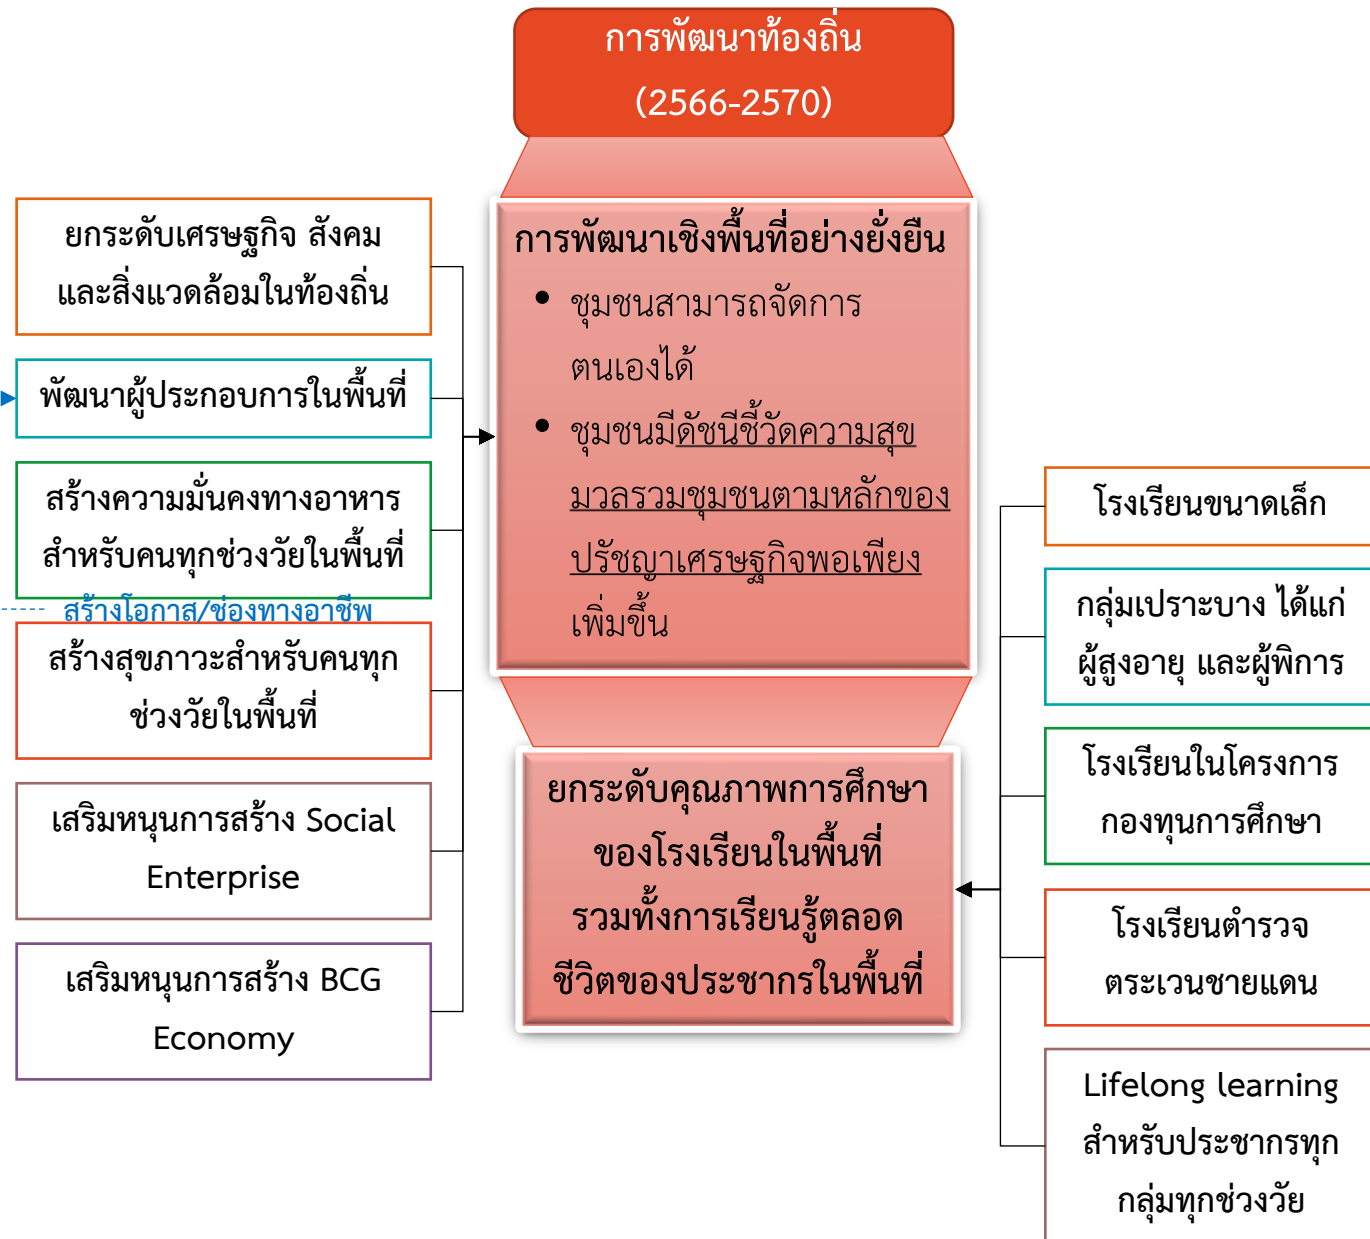 การพัฒนาท้องถิ่น
(2566-2570)
ยกระดับเศรษฐกิจ สังคม
และสิ่งแวดล้อมในท้องถิ่น
พัฒนาผู้ประกอบการในพื้นที่
สร้างความมั่นคงทางอาหาร
สำหรับคนทุกช่วงวัยในพื้นที่
สร้างโอกาส/ช่องทางอาชีพ
สร้างสุขภาวะสำหรับคนทุก
ช่วงวัยในพื้นที่
เสริมหนุนการสร้าง Social
Enterprise
เสริมหนุนการสร้าง BCG
Economy
การพัฒนาเชิงพื้นที่อย่างยั่งยืน
• ชุมชนสามารถจัดการ
ตนเองได้
• ชุมชนมีดัชนีชี้วัดความสุข
มวลรวมชุมชนตามหลักของ
ปรัชญาเศรษฐกิจพอเพียง
เพิ่มขึ้น
ยกระดับคุณภาพการศึกษา
ของโรงเรียนในพื้นที่
รวมทั้งการเรียนรู้ตลอด
ชีวิตของประชากรในพื้นที่
โรงเรียนขนาดเล็ก
กลุ่มเปราะบาง ได้แก่
ผู้สูงอายุ และผู้พิการ
โรงเรียนในโครงการ
กองทุนการศึกษา
โรงเรียนตำรวจ
ตระเวนชายแดน
Lifelong learning
สำหรับประชากรทุก
กลุ่มทุกช่วงวัย